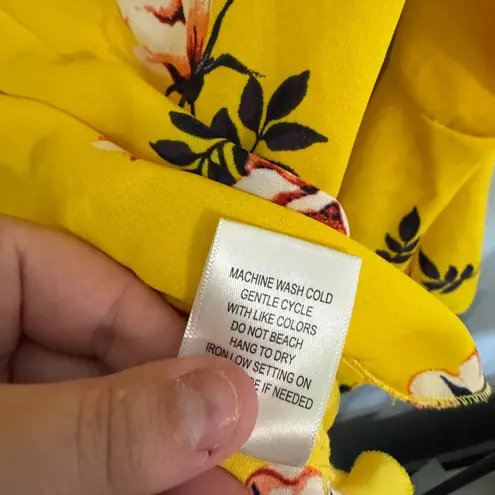 MACHINE WASH COLD
GENTLE CYCLE
WITH LIKE COLORS
DO NOT BEACH
HANG TO DRY
IRON LOW SETTING ON
IF NEEDED